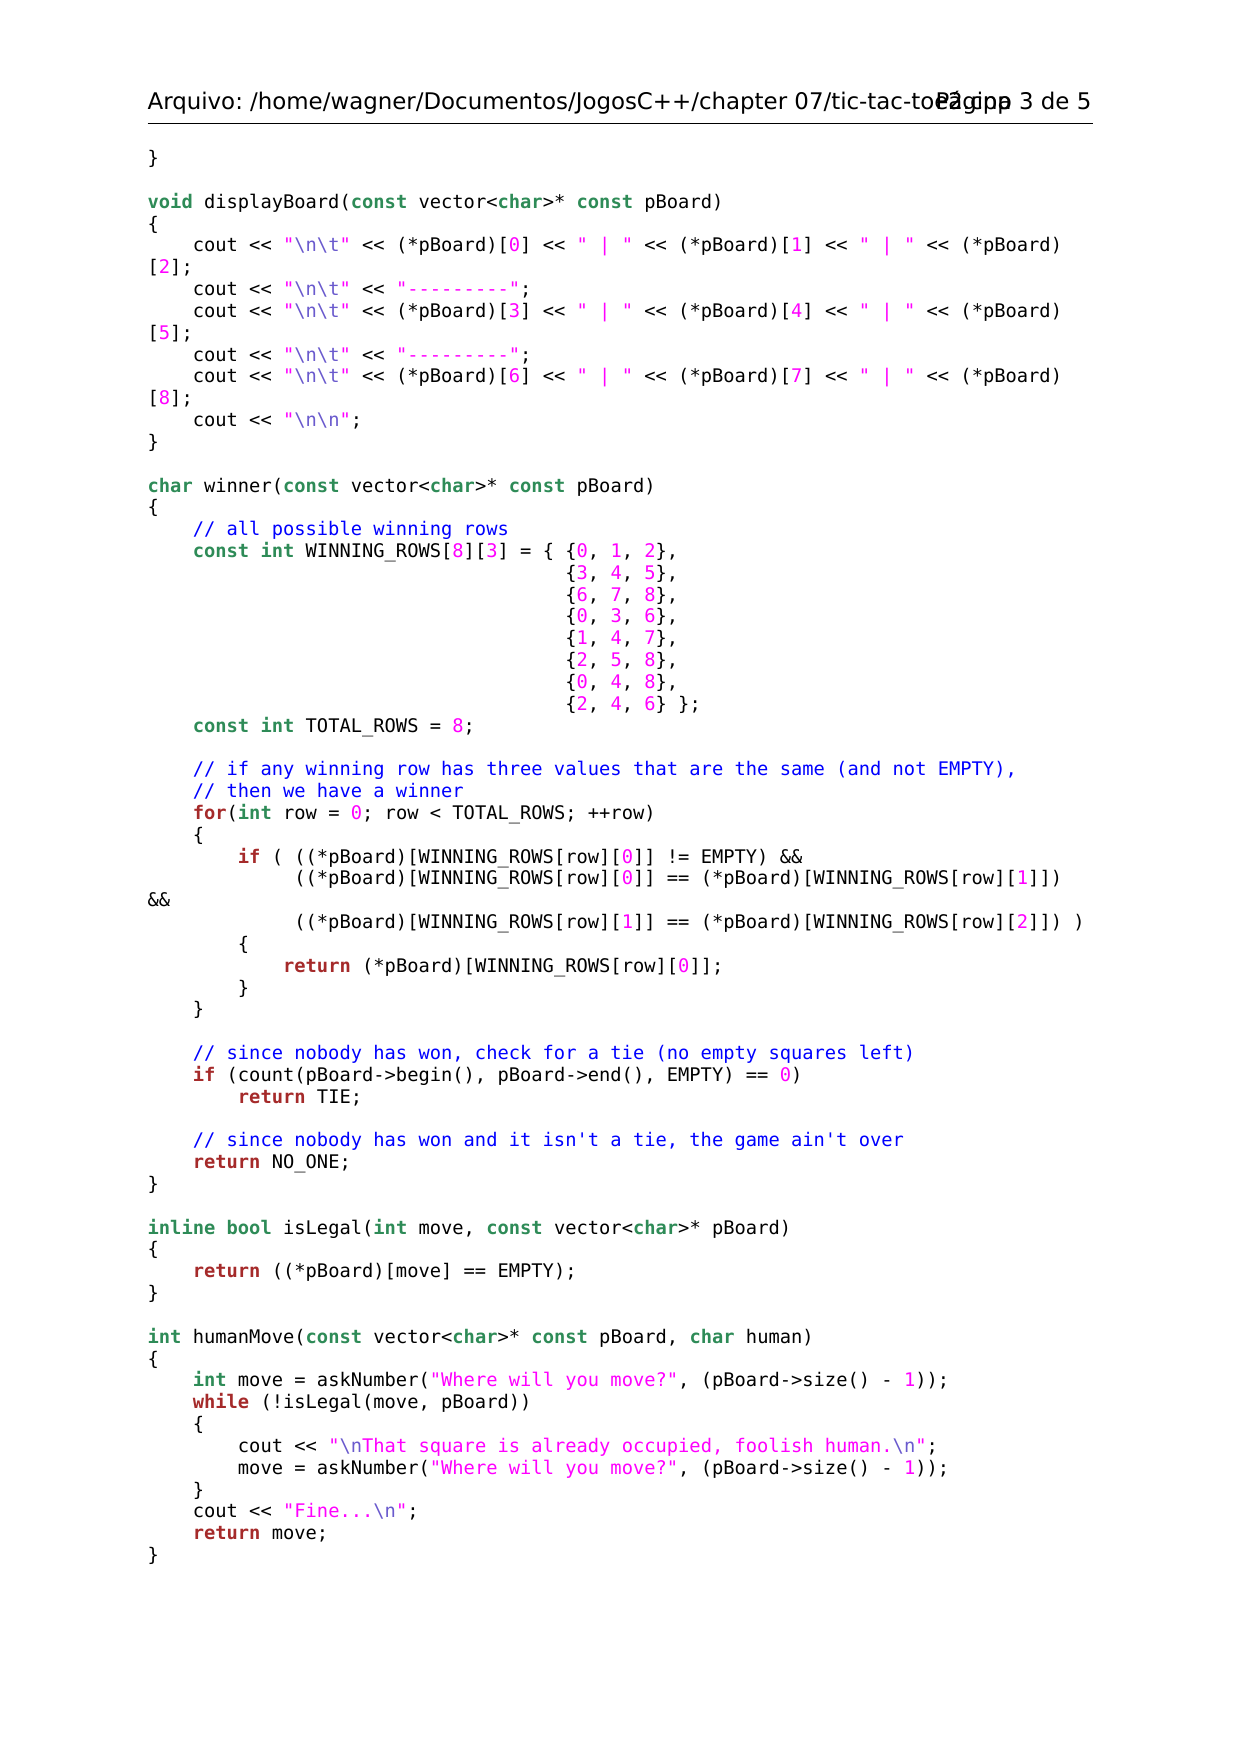 Arquivo: /home/wagner/Documentos/JogosC++/chapter 07/tic-tac-toe2.cpp Página 3 de 5
}
void displayBoard(const vector<char>* const pBoard)
{
    cout << "\n\t" << (*pBoard)[0] << " | " << (*pBoard)[1] << " | " << (*pBoard)
[2];
    cout << "\n\t" << "---------";
    cout << "\n\t" << (*pBoard)[3] << " | " << (*pBoard)[4] << " | " << (*pBoard)
[5];
    cout << "\n\t" << "---------";
    cout << "\n\t" << (*pBoard)[6] << " | " << (*pBoard)[7] << " | " << (*pBoard)
[8];
    cout << "\n\n";
}
char winner(const vector<char>* const pBoard)
{
    // all possible winning rows
    const int WINNING_ROWS[8][3] = { {0, 1, 2},
                                     {3, 4, 5},
                                     {6, 7, 8},
                                     {0, 3, 6},
                                     {1, 4, 7},
                                     {2, 5, 8},
                                     {0, 4, 8},
                                     {2, 4, 6} };
    const int TOTAL_ROWS = 8;
    // if any winning row has three values that are the same (and not EMPTY),
    // then we have a winner
    for(int row = 0; row < TOTAL_ROWS; ++row)
    {
        if ( ((*pBoard)[WINNING_ROWS[row][0]] != EMPTY) &&
             ((*pBoard)[WINNING_ROWS[row][0]] == (*pBoard)[WINNING_ROWS[row][1]])
&&
             ((*pBoard)[WINNING_ROWS[row][1]] == (*pBoard)[WINNING_ROWS[row][2]]) )
        {
            return (*pBoard)[WINNING_ROWS[row][0]];
        }
    }
    // since nobody has won, check for a tie (no empty squares left)
    if (count(pBoard->begin(), pBoard->end(), EMPTY) == 0)
        return TIE;
    // since nobody has won and it isn't a tie, the game ain't over
    return NO_ONE;
}
inline bool isLegal(int move, const vector<char>* pBoard)
{
    return ((*pBoard)[move] == EMPTY);
}
int humanMove(const vector<char>* const pBoard, char human)
{
    int move = askNumber("Where will you move?", (pBoard->size() - 1));
    while (!isLegal(move, pBoard))
    {
        cout << "\nThat square is already occupied, foolish human.\n";
        move = askNumber("Where will you move?", (pBoard->size() - 1));
    }
    cout << "Fine...\n";
    return move;
}